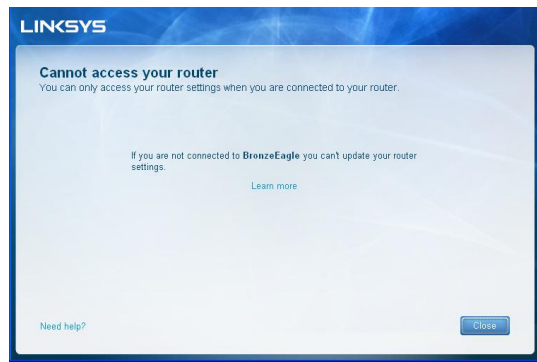 LINKSYS
Cannot access your router
You can only access your router settings when you are connected to your router.
If you are not connected to BronzeEagle you can't update your router
settings.
Learn more
Need help?
Close